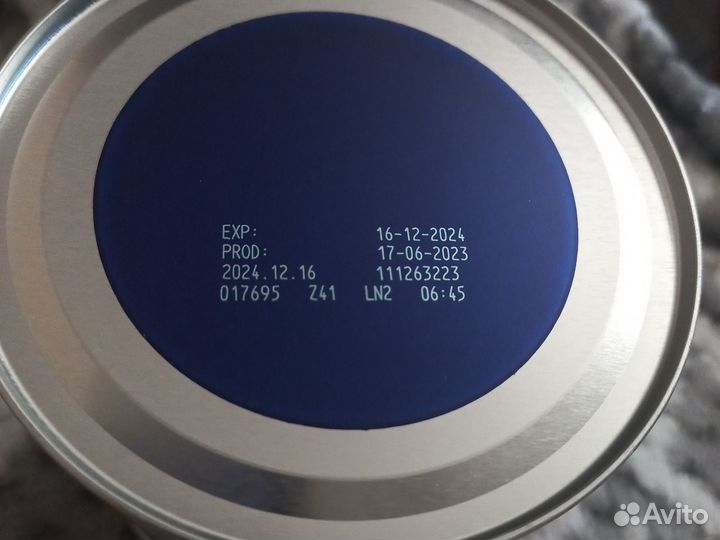 EXP: 16-12-2024
PROD: 17-06-2023
2024.12.16 111263223
017695 Z41 LN2 06:45
Avito